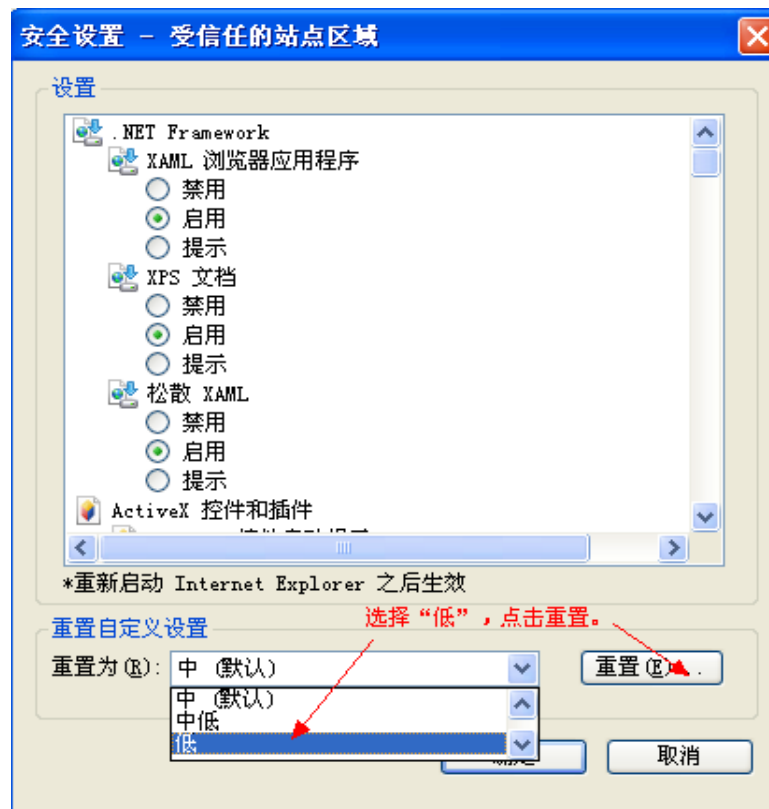 安全设置 － 受信任的站点区域
设置
.NET Framework
XAML 浏览器应用程序
禁用
启用
提示
XPS 文档
禁用
启用
提示
松散 XAML
禁用
启用
提示
ActiveX 控件和插件
*重新启动 Internet Explorer 之后生效
选择“低”，点击重置。
重置自定义设置
重置为(R): 中 (默认) 重置(E)...
中 (默认)
中低
低
取消